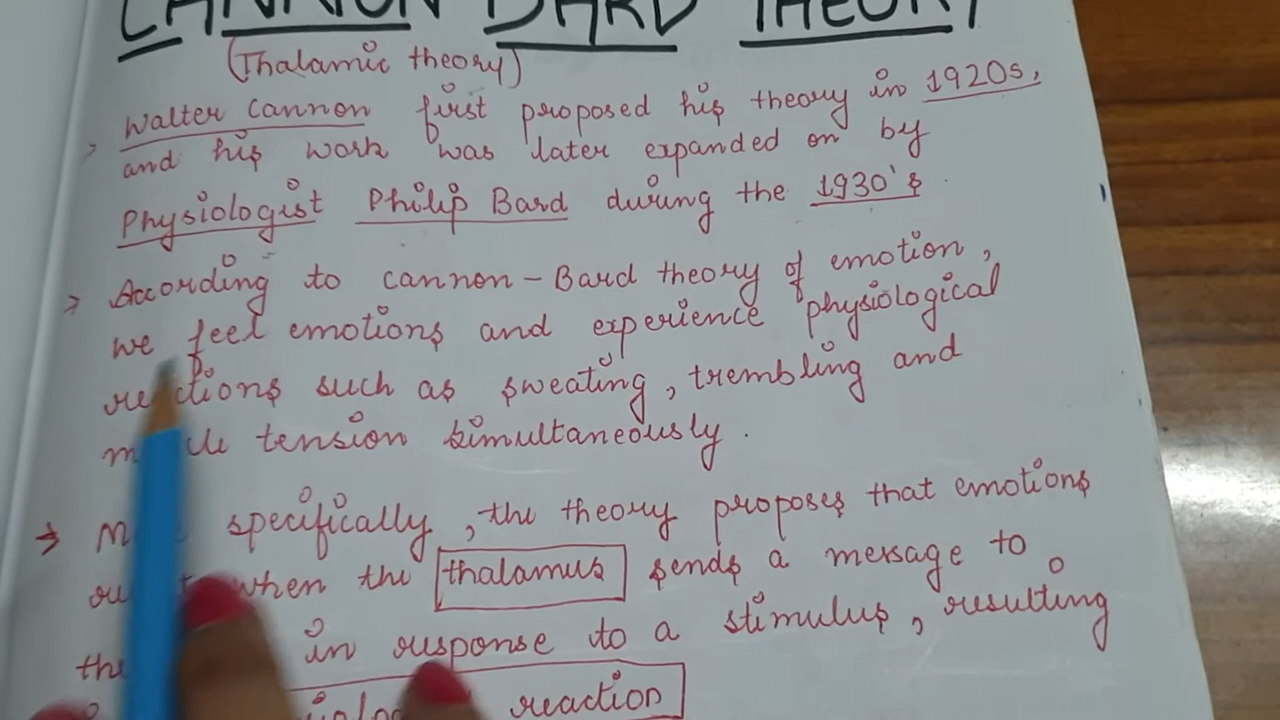 CANNON BARD THEORY
(Thalamic theory)
Walter Cannon first proposed his theory in 1920s,
and his work was later expanded on by
Physiologist Philip Bard during the 1930's.
→ According to Cannon-Bard theory of emotion,
we feel emotions and experience physiological
reactions such as sweating, trembling and
tension simultaneously.
→ specifically, the theory proposes that emotions
when the thalamus sends a message to
in response to a stimulus, resulting
reaction